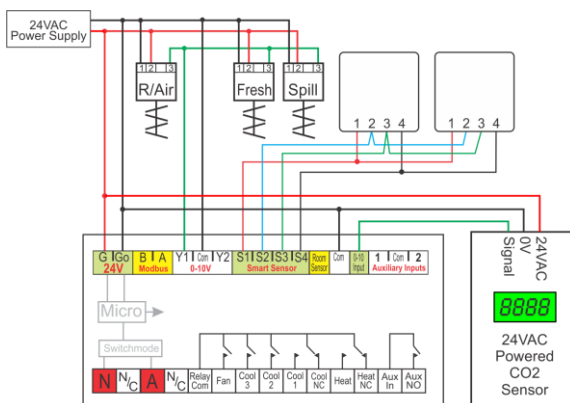 24VAC
Power Supply
1 2 3
R/Air
1 2 3
Fresh
1 2 3
Spill
1 2 3 4
1 2 3 4
G Go
24V
B A
Modbus
Y1 Com Y2
0-10V
S1 S2 S3 S4
Smart Sensor
Room
Sensor
Com
0-10
Input
1 Com 2
Auxiliary Inputs
Signal
0V
24VAC
8888
24VAC
Powered
CO2
Sensor
Micro
Switchmode
N
N/C
A
N/C
Relay
Com
Fan
Cool
3
Cool
2
Cool
1
Cool
NC
Heat
Heat
NC
Aux
In
Aux
NO